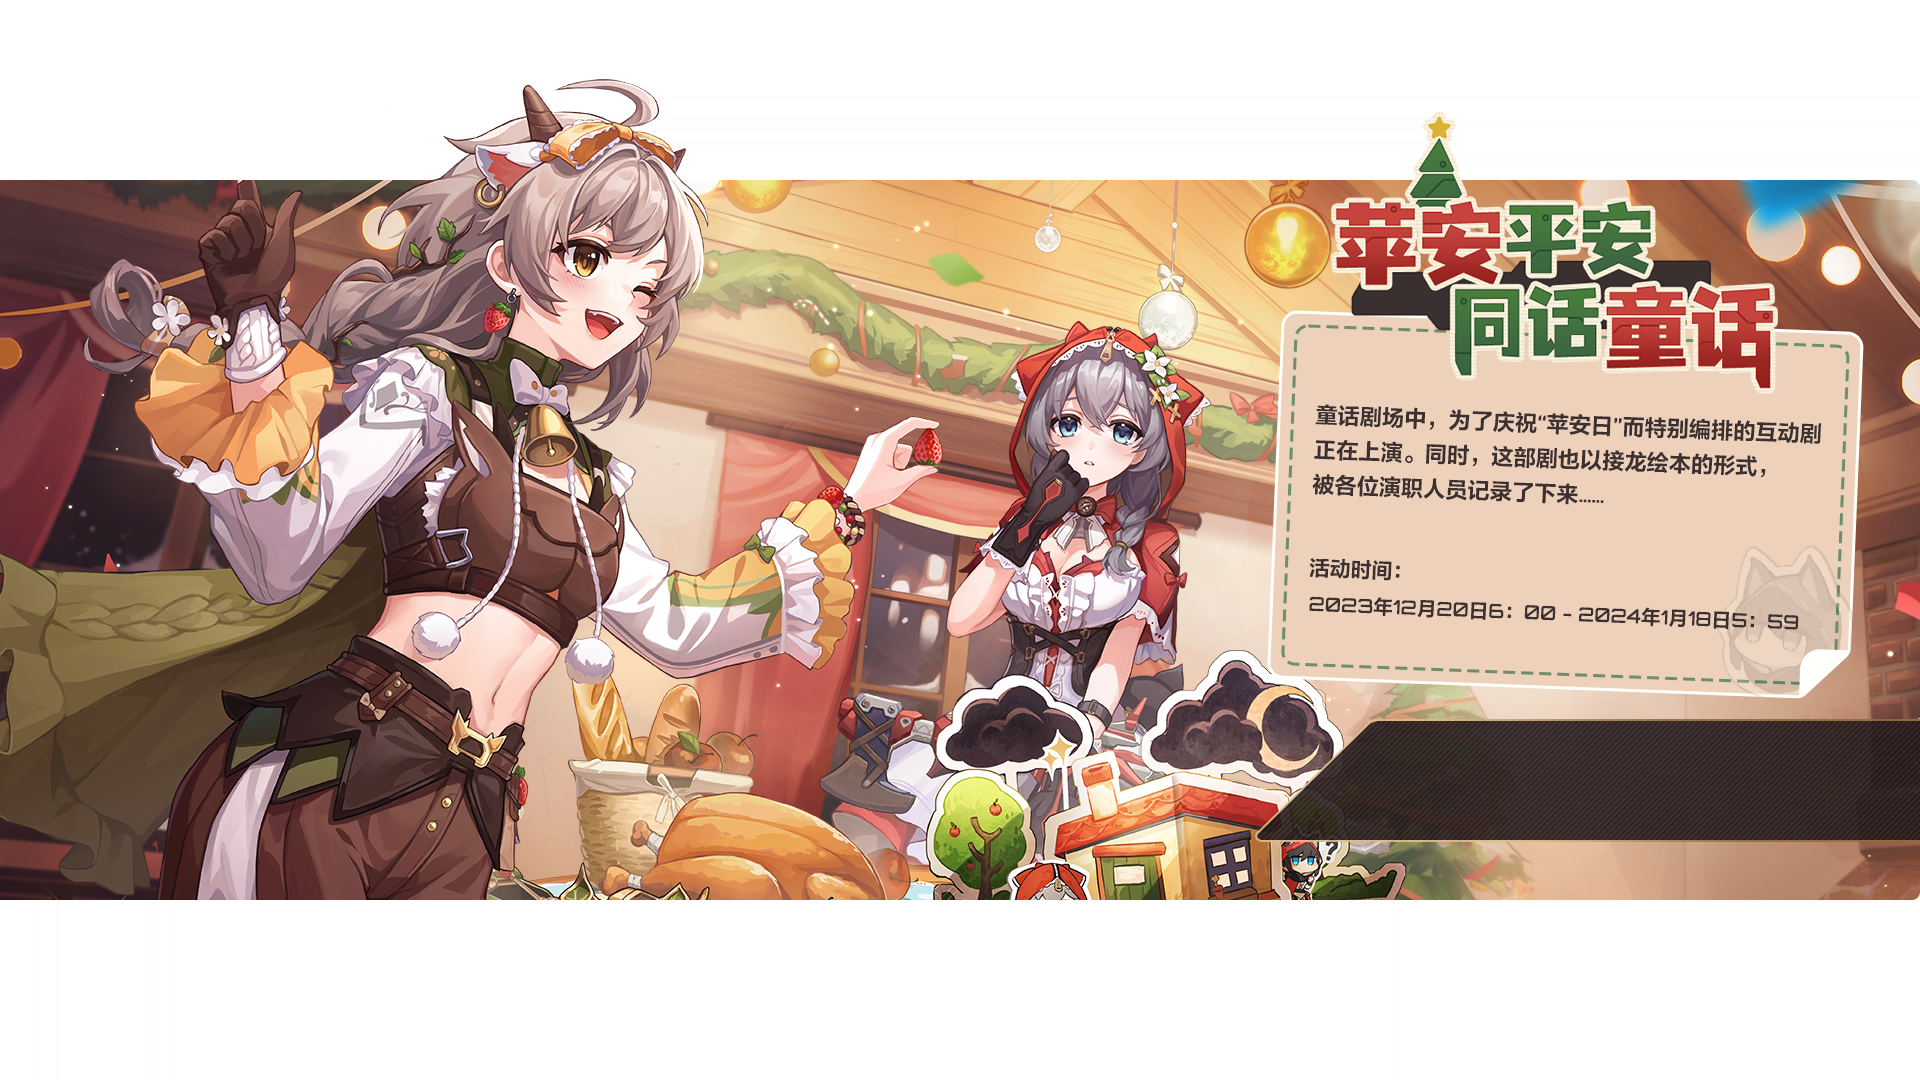 苹安平安
同话童话
童话剧场中，为了庆祝“苹安日”而特别编排的互动剧
正在上演。同时，这部剧也以接龙绘本的形式，
被各位演职人员记录了下来......
活动时间：
2023年12月20日6：00 - 2024年1月18日5：59
?